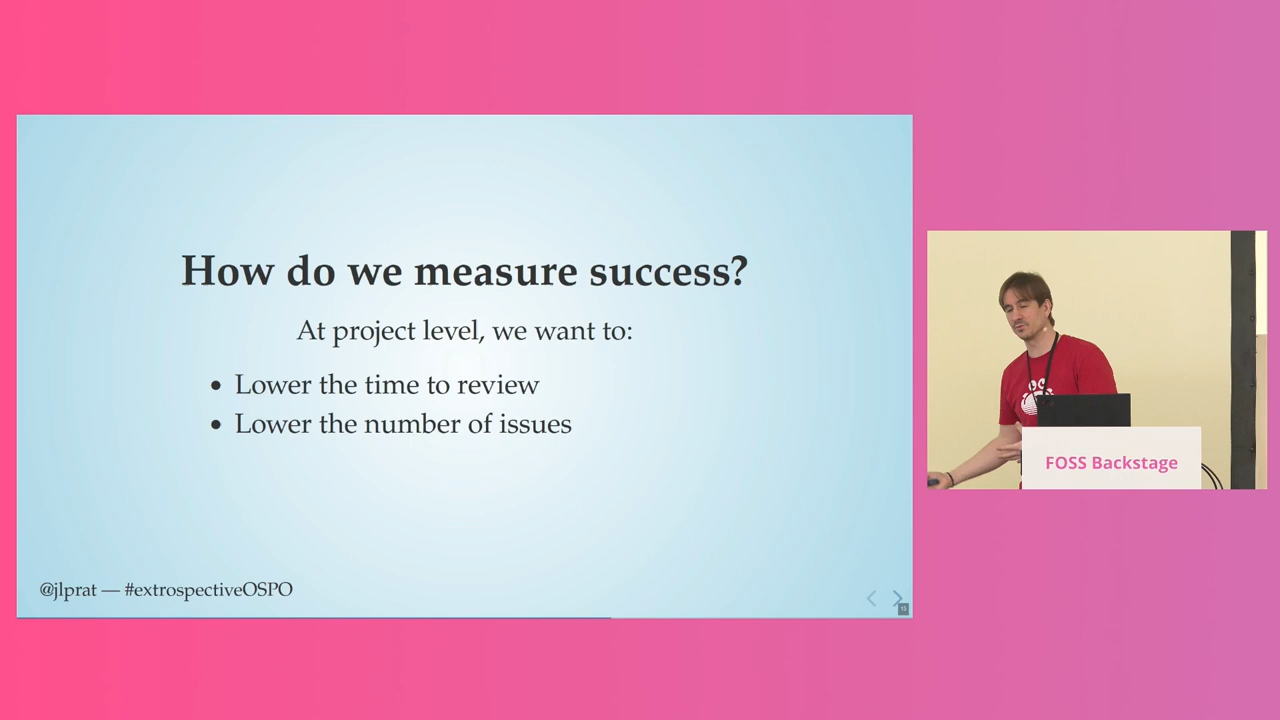 How do we measure success?
At project level, we want to:
• Lower the time to review
• Lower the number of issues
@jlprat — #extrospectiveOSPO
15
FOSS Backstage